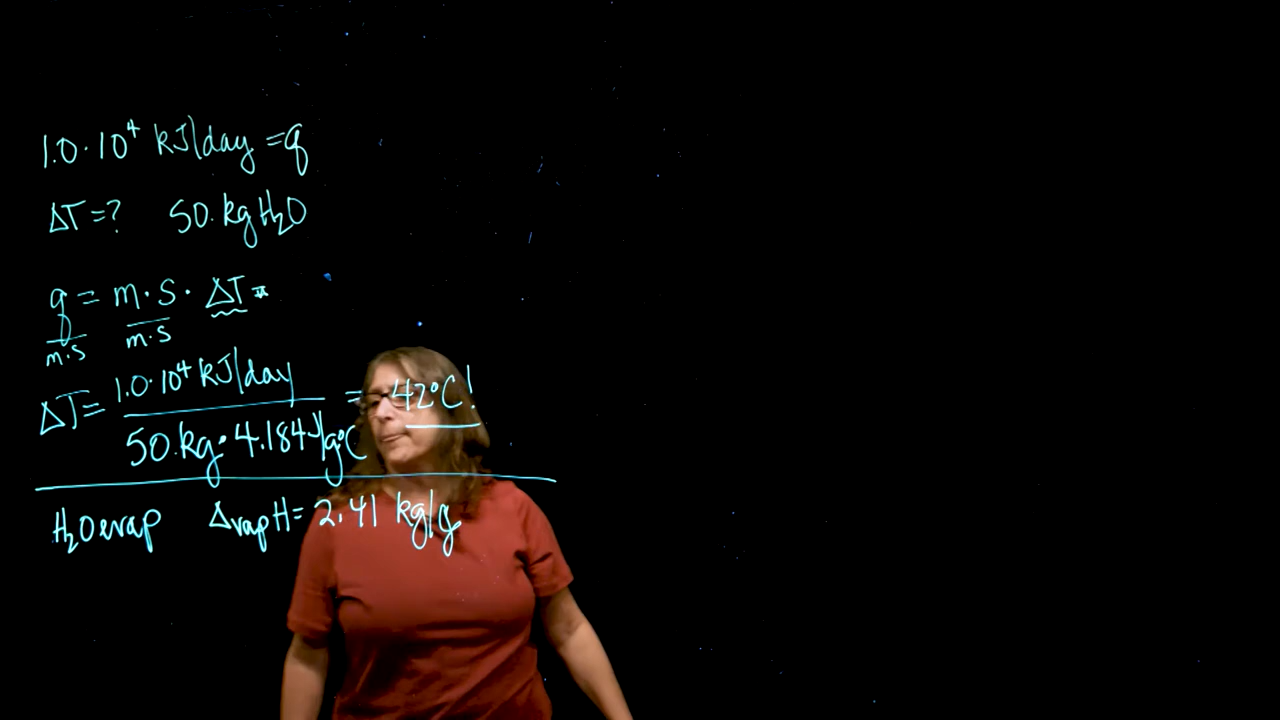 1.0·10⁴ kJ/day = q
ΔT = ? 50. kg H₂O
q = m·s·ΔT
m·s m·s
ΔT = 1.0·10⁴ kJ/day = 42°C!
50. kg · 4.184 J/g°C
H₂O evap ΔvapH = 2.41 kg/g